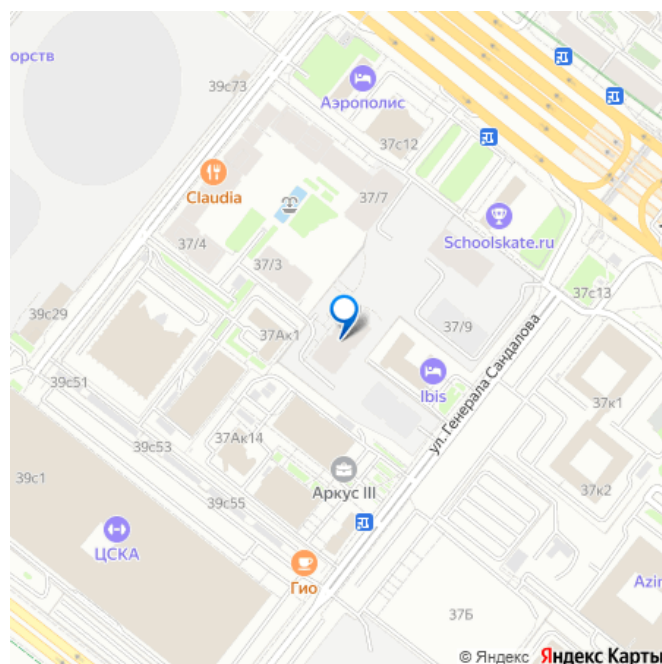 орств
39с73
Аэрополис
37с12
Claudia
37/7
Schoolskate.ru
37/4
37/3
37с13
39с29
37Ак1
37/9
ул. Генерала Сандалова
39с51
Ibis
37к1
37Ак14
39с53
39с1
Аркус III
37к2
39с55
ЦСКА
Гио
Azin
37Б
© Яндекс Яндекс Карты